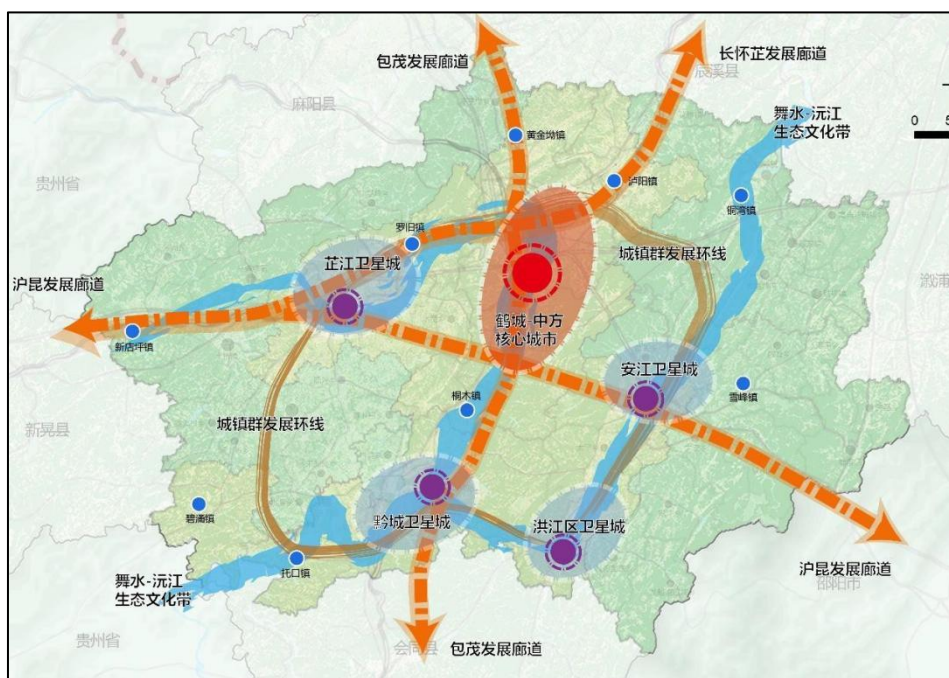 包茂发展廊道
长怀芷发展廊道
辰溪县
麻阳县
舞水-沅江
生态文化带
0
黄金坳镇
贵州省
泸阳镇
铜湾镇
罗旧镇
城镇群发展环线
芷江卫星城
沪昆发展廊道
溆浦
鹤城-中方
核心城市
新店坪镇
安江卫星城
雪峰镇
桐木镇
城镇群发展环线
新晃县
黔城卫星城
洪江区卫星城
碧涌镇
托口镇
沪昆发展廊道
邵阳市
舞水-沅江
生态文化带
贵州省
会同县
包茂发展廊道